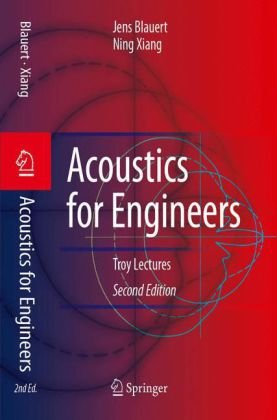 Blauert · Xiang
Acoustics for Engineers
2nd Ed.
Jens Blauert
Ning Xiang
Acoustics
for Engineers
Troy Lectures
Second Edition
Springer